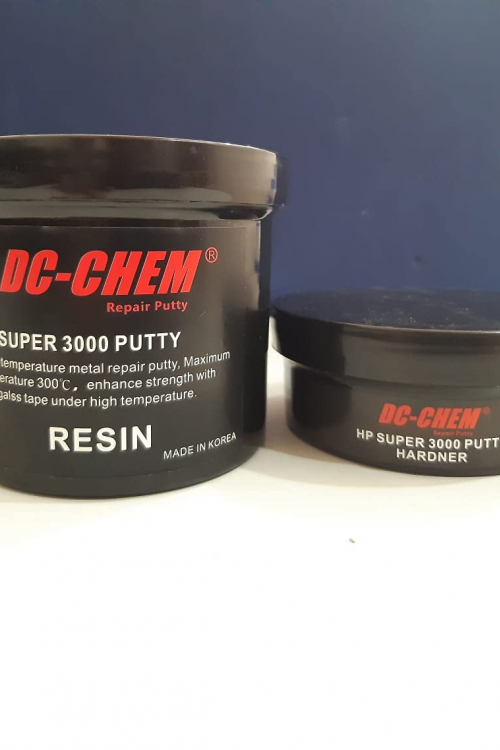 DC-CHEM®
Repair Putty
SUPER 3000 PUTTY
temperature metal repair putty, Maximum
erature 300℃, enhance strength with
galss tape under high temperature.
RESIN
MADE IN KOREA
DC-CHEM®
Repair Putty
HP SUPER 3000 PUTT
HARDNER